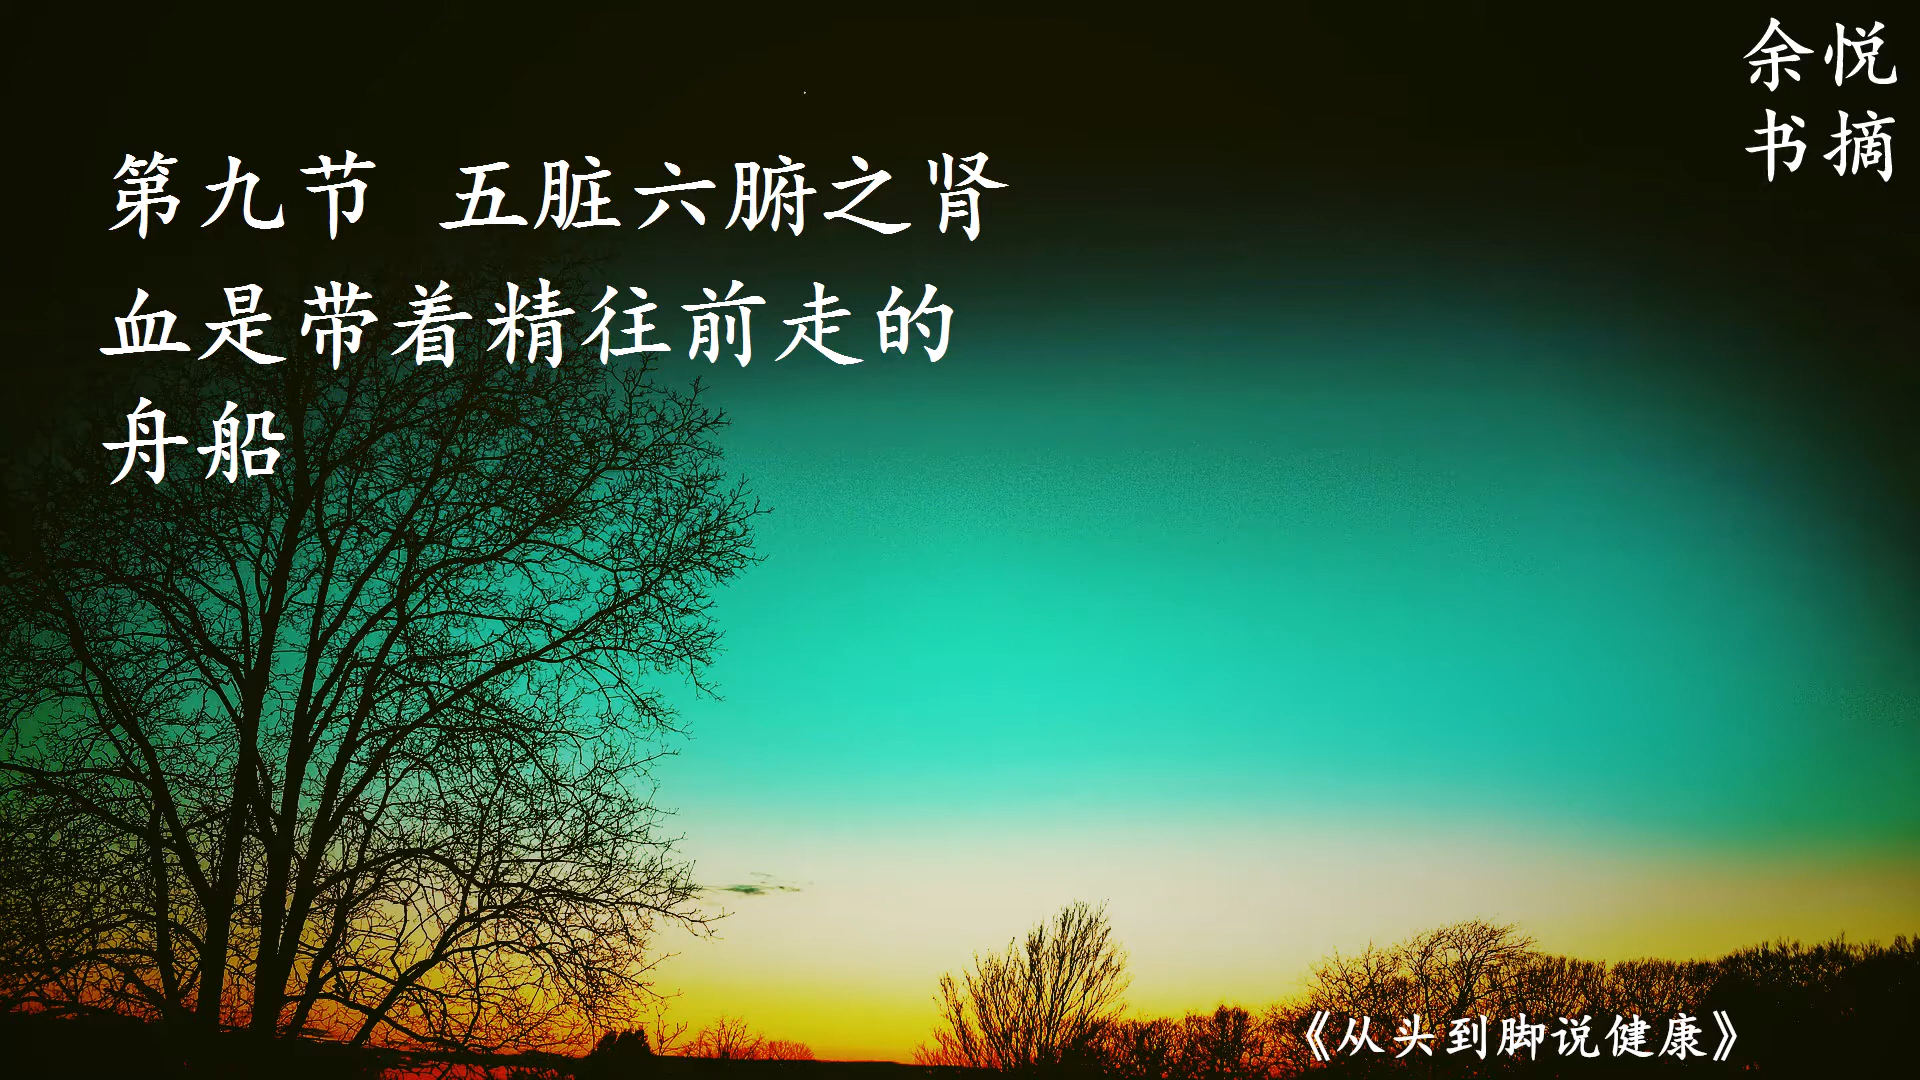 余悦
书摘
第九节 五脏六腑之肾
血是带着精往前走的
舟船
《从头到脚说健康》